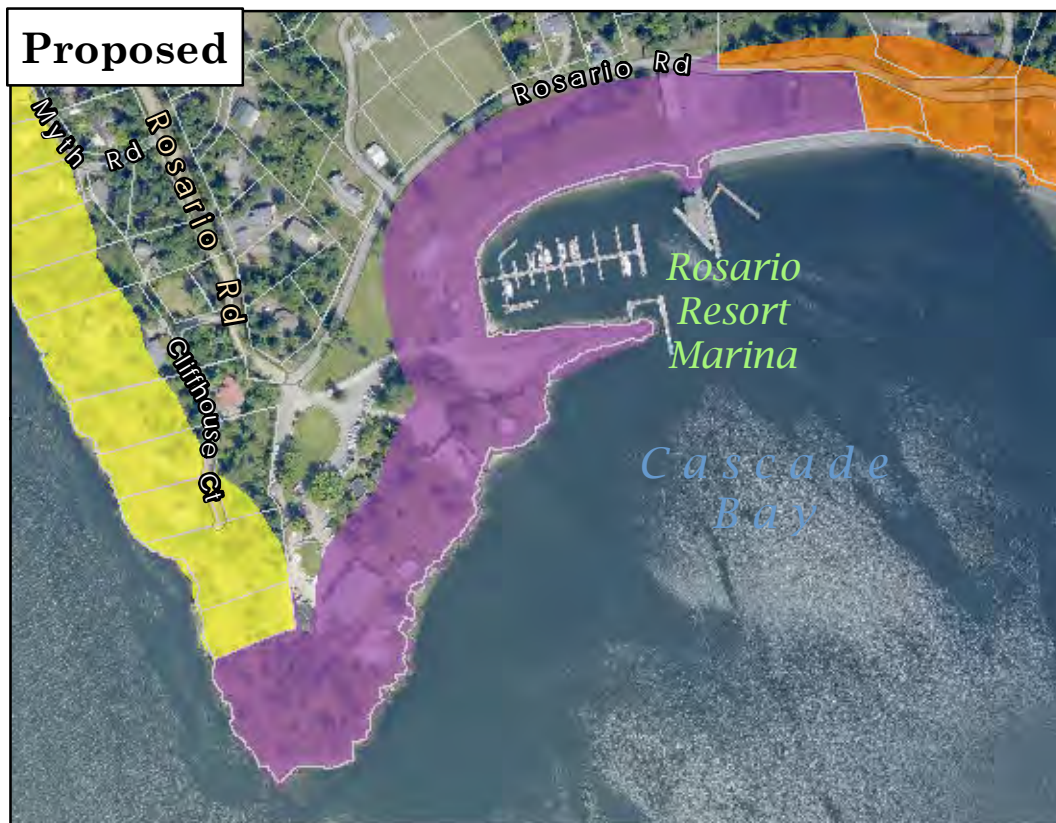 Proposed
Rosario Rd
Myth Rd
Rosario Rd
Rosario
Resort
Marina
Cliffhouse Ct
Cascade
Bay